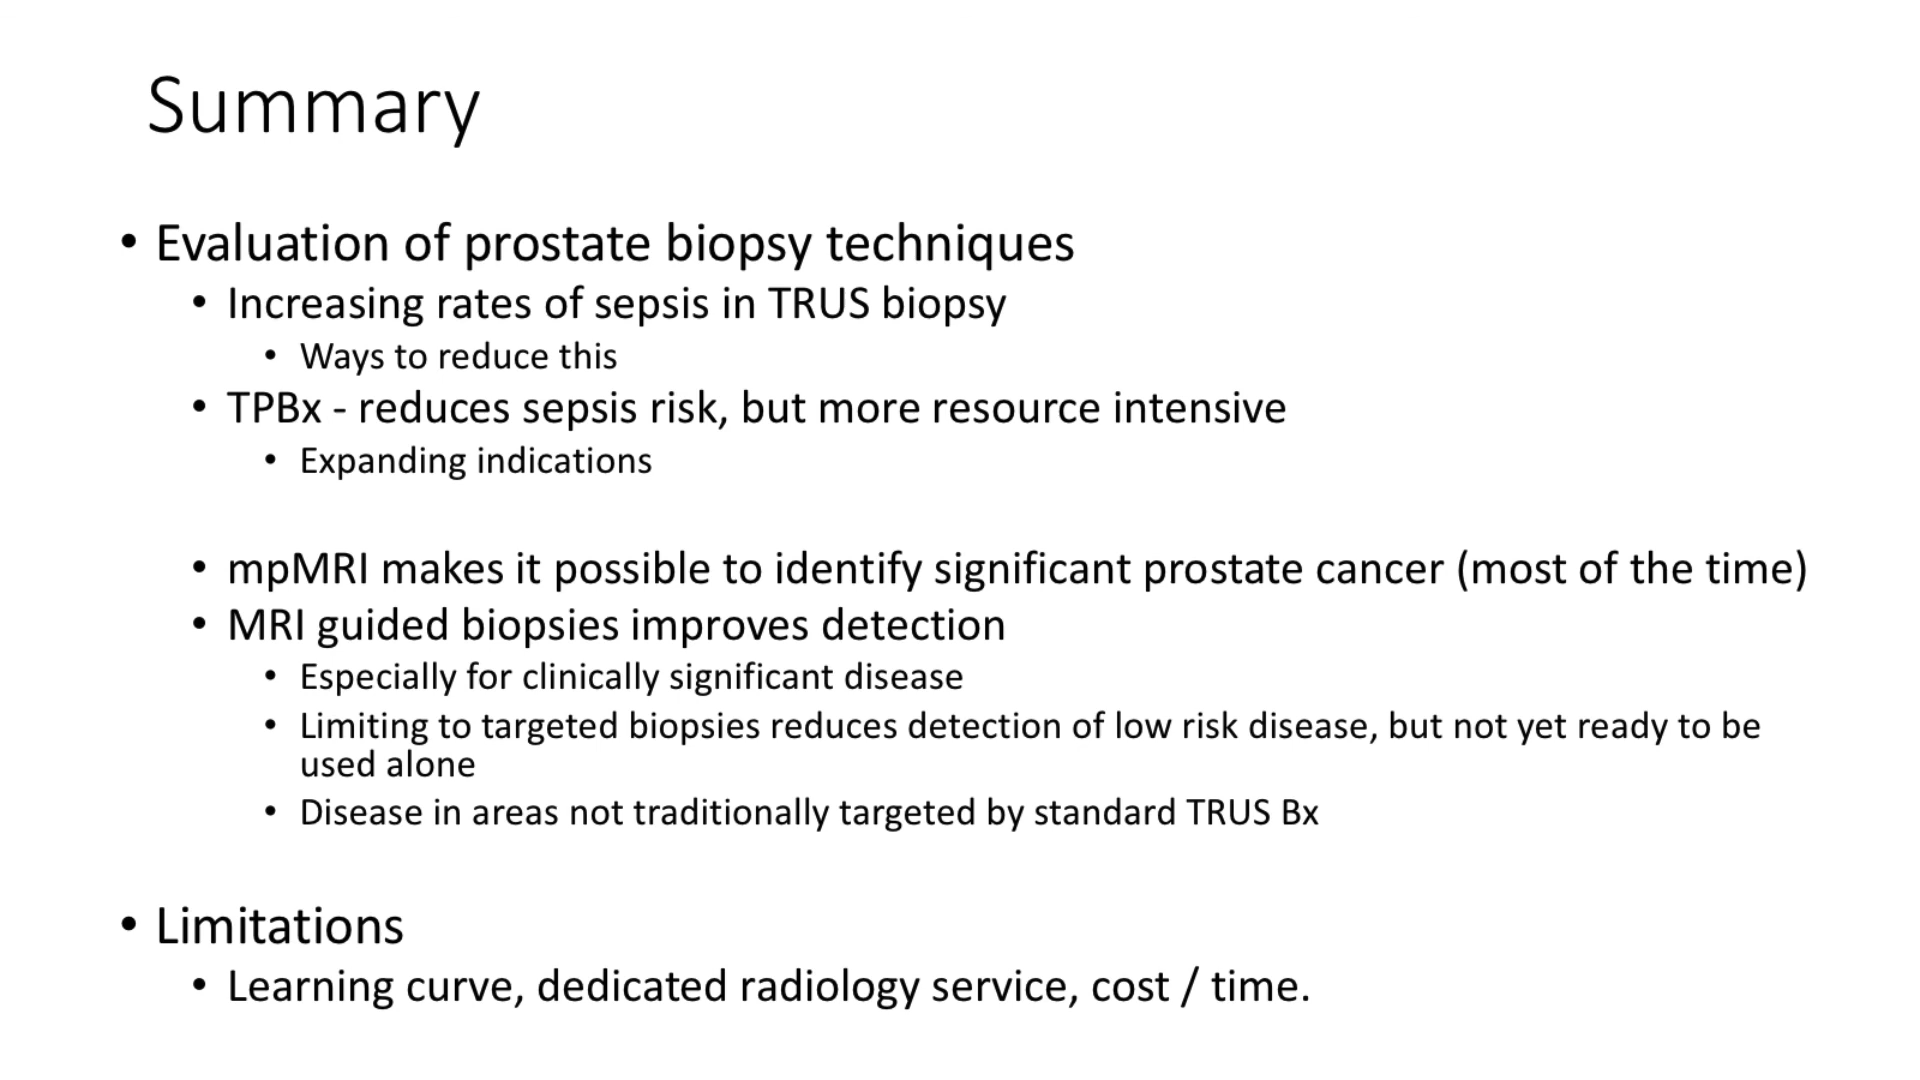 Summary
• Evaluation of prostate biopsy techniques
• Increasing rates of sepsis in TRUS biopsy
• Ways to reduce this
• TPBx - reduces sepsis risk, but more resource intensive
• Expanding indications
• mpMRI makes it possible to identify significant prostate cancer (most of the time)
• MRI guided biopsies improves detection
• Especially for clinically significant disease
• Limiting to targeted biopsies reduces detection of low risk disease, but not yet ready to be
used alone
• Disease in areas not traditionally targeted by standard TRUS Bx
• Limitations
• Learning curve, dedicated radiology service, cost / time.